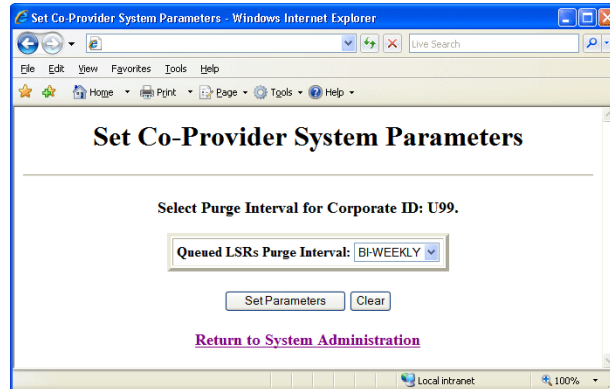 Set Co-Provider System Parameters - Windows Internet Explorer
Live Search
File Edit View Favorites Tools Help
Home Print Page Tools Help
Set Co-Provider System Parameters
Select Purge Interval for Corporate ID: U99.
Queued LSRs Purge Interval: BI-WEEKLY
Set Parameters Clear
Return to System Administration
Local intranet 100%